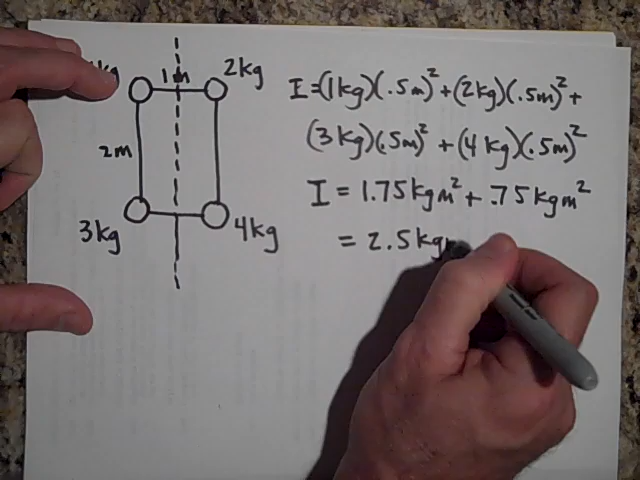 kg 1m 2kg
2m
3kg 4kg
I=(1kg)(.5m)²+(2kg)(.5m)²+
(3kg)(.5m)²+(4kg)(.5m)²
I = 1.75kgm²+.75kgm²
= 2.5kg